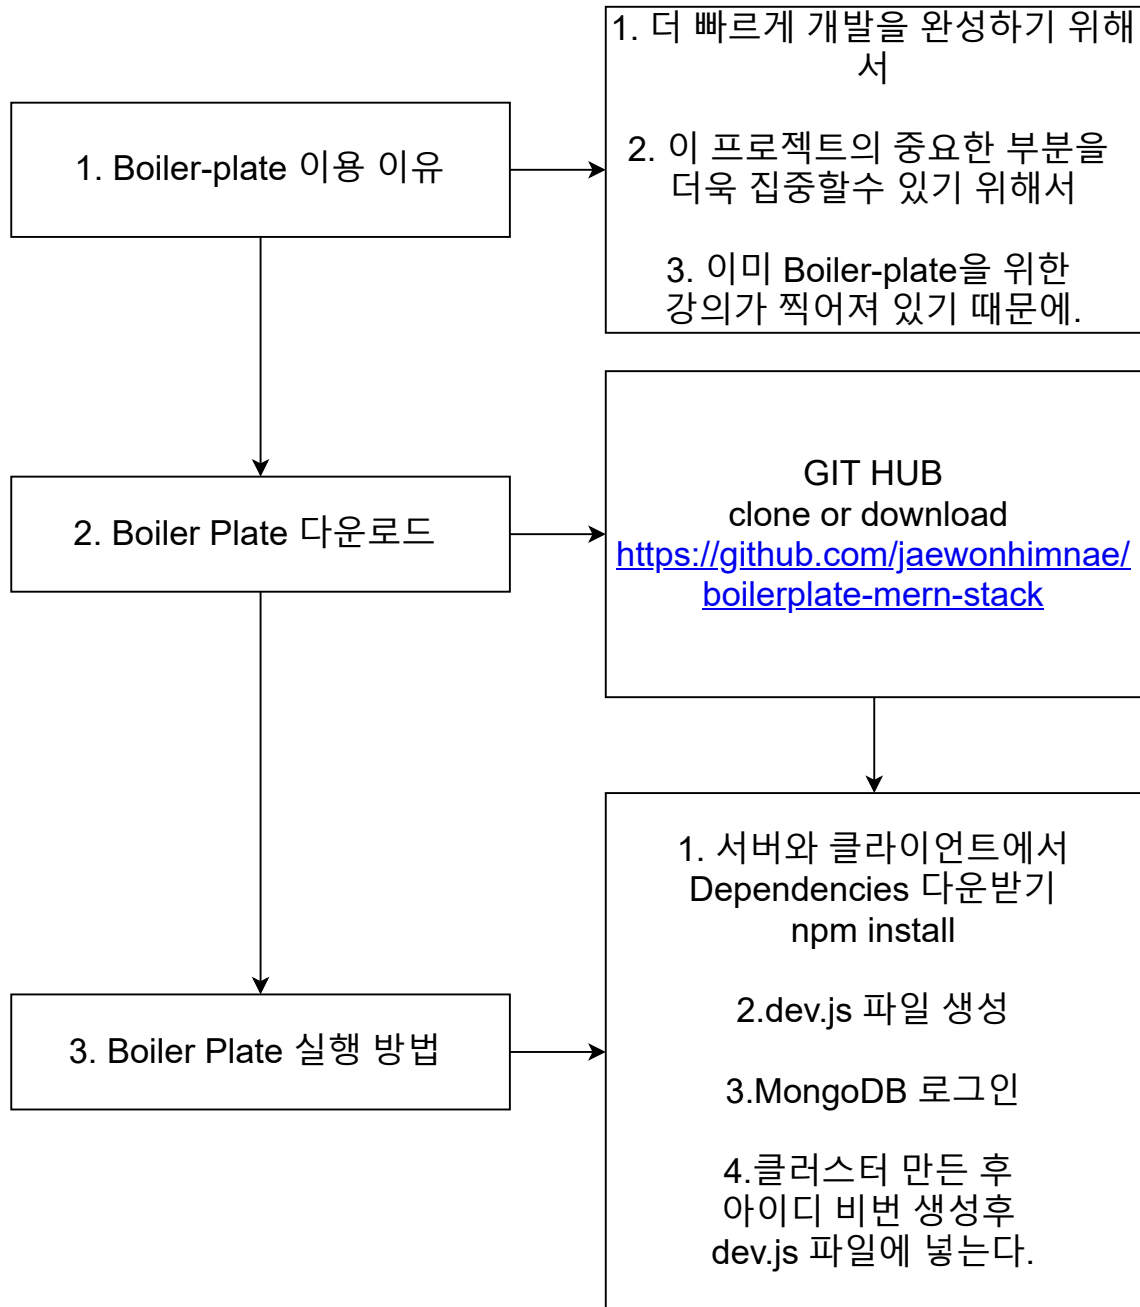 1. Boiler-plate 이용 이유
1. 더 빠르게 개발을 완성하기 위해
서
2. 이 프로젝트의 중요한 부분을
더욱 집중할수 있기 위해서
3. 이미 Boiler-plate을 위한
강의가 찍어져 있기 때문에.
2. Boiler Plate 다운로드
GIT HUB
clone or download
https://github.com/jaewonhimnae/
boilerplate-mern-stack
3. Boiler Plate 실행 방법
1. 서버와 클라이언트에서
Dependencies 다운받기
npm install
2.dev.js 파일 생성
3.MongoDB 로그인
4.클러스터 만든 후
아이디 비번 생성후
dev.js 파일에 넣는다.